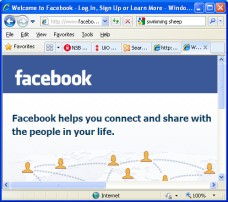 Welcome to Facebook - Log In, Sign Up or Learn More - Windo...
http://www.facebo...
swimming sheep
File Edit View Favorites Tools Help
Favorites
Sear...
http:...
W...
facebook
Facebook helps you connect and share with
the people in your life.
Internet
100%